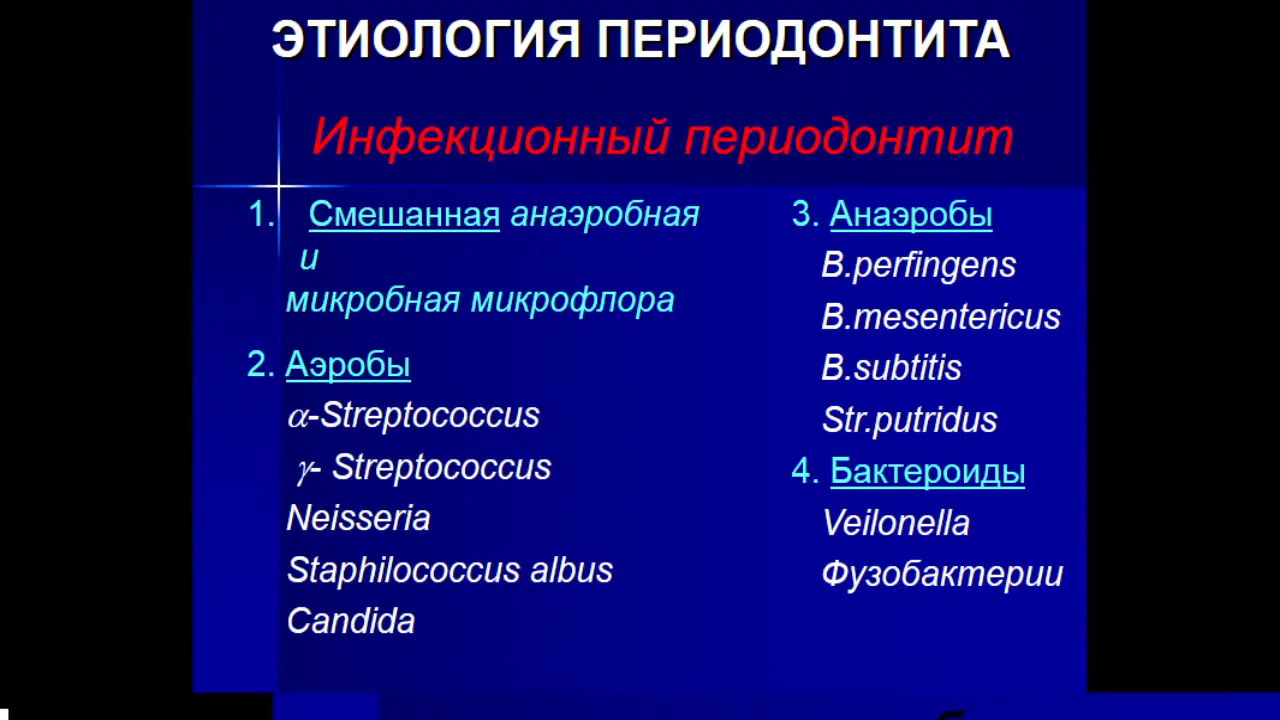 ЭТИОЛОГИЯ ПЕРИОДОНТИТА
Инфекционный периодонтит
1. Смешанная анаэробная
и
микробная микрофлора
2. Аэробы
α-Streptococcus
γ- Streptococcus
Neisseria
Staphilococcus albus
Candida
3. Анаэробы
B.perfingens
B.mesentericus
B.subtitis
Str.putridus
4. Бактероиды
Veilonella
Фузобактерии